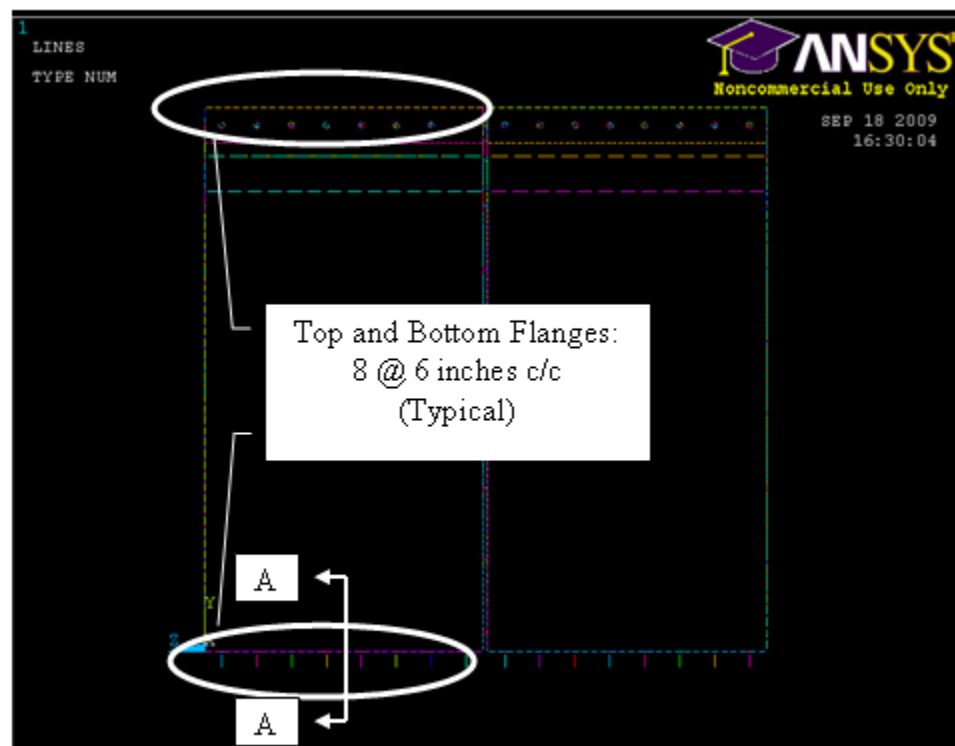 1
LINES
TYPE NUM
ANSYS
Noncommercial Use Only
SEP 18 2009
16:30:04
Top and Bottom Flanges:
8 @ 6 inches c/c
(Typical)
A
Y
Z
X
A